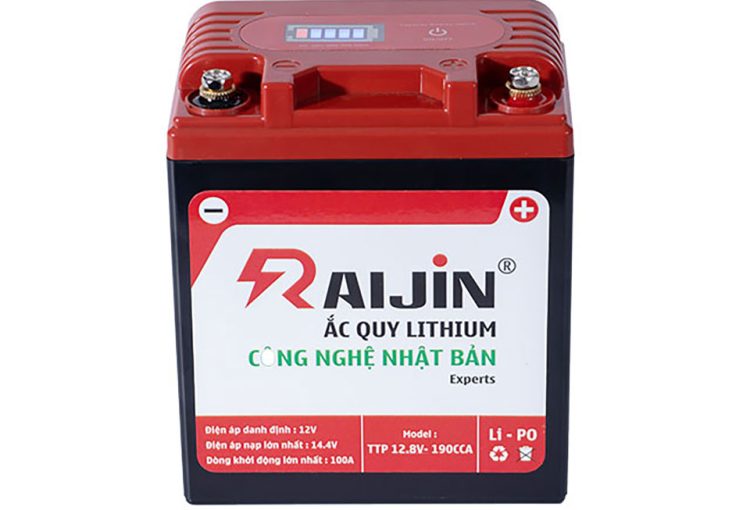 RAIJIN®
ẮC QUY LITHIUM
CÔNG NGHỆ NHẬT BẢN
Experts
Điện áp danh định : 12V
Điện áp nạp lớn nhất : 14.4V
Dòng khởi động lớn nhất : 100A
Model :
TTP 12.8V- 190CCA
Li - PO